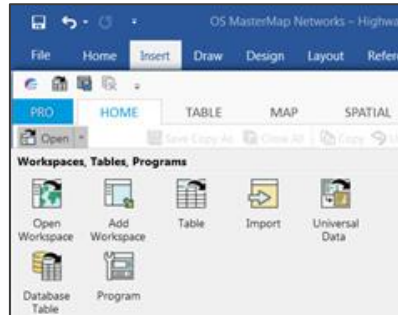 OS MasterMap Networks – Highwa
File Home Insert Draw Design Layout Refer
PRO HOME TABLE MAP SPATIAL
Open Save Copy As Close All Copy U
Workspaces, Tables, Programs
Open Workspace Add Workspace Table Import Universal Data
Database Table Program